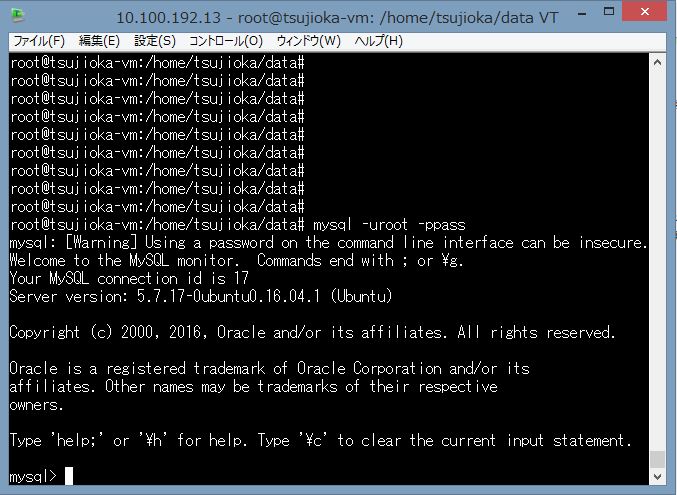 10.100.192.13 - root@tsujioka-vm: /home/tsujioka/data VT
ファイル(F) 編集(E) 設定(S) コントロール(O) ウィンドウ(W) ヘルプ(H)
root@tsujioka-vm:/home/tsujioka/data#
root@tsujioka-vm:/home/tsujioka/data#
root@tsujioka-vm:/home/tsujioka/data#
root@tsujioka-vm:/home/tsujioka/data#
root@tsujioka-vm:/home/tsujioka/data#
root@tsujioka-vm:/home/tsujioka/data#
root@tsujioka-vm:/home/tsujioka/data#
root@tsujioka-vm:/home/tsujioka/data#
root@tsujioka-vm:/home/tsujioka/data#
root@tsujioka-vm:/home/tsujioka/data# mysql -uroot -ppass
mysql: [Warning] Using a password on the command line interface can be insecure.
Welcome to the MySQL monitor.  Commands end with ; or ¥g.
Your MySQL connection id is 17
Server version: 5.7.17-0ubuntu0.16.04.1 (Ubuntu)
Copyright (c) 2000, 2016, Oracle and/or its affiliates. All rights reserved.
Oracle is a registered trademark of Oracle Corporation and/or its
affiliates. Other names may be trademarks of their respective
owners.
Type 'help;' or '¥h' for help. Type '¥c' to clear the current input statement.
mysql>